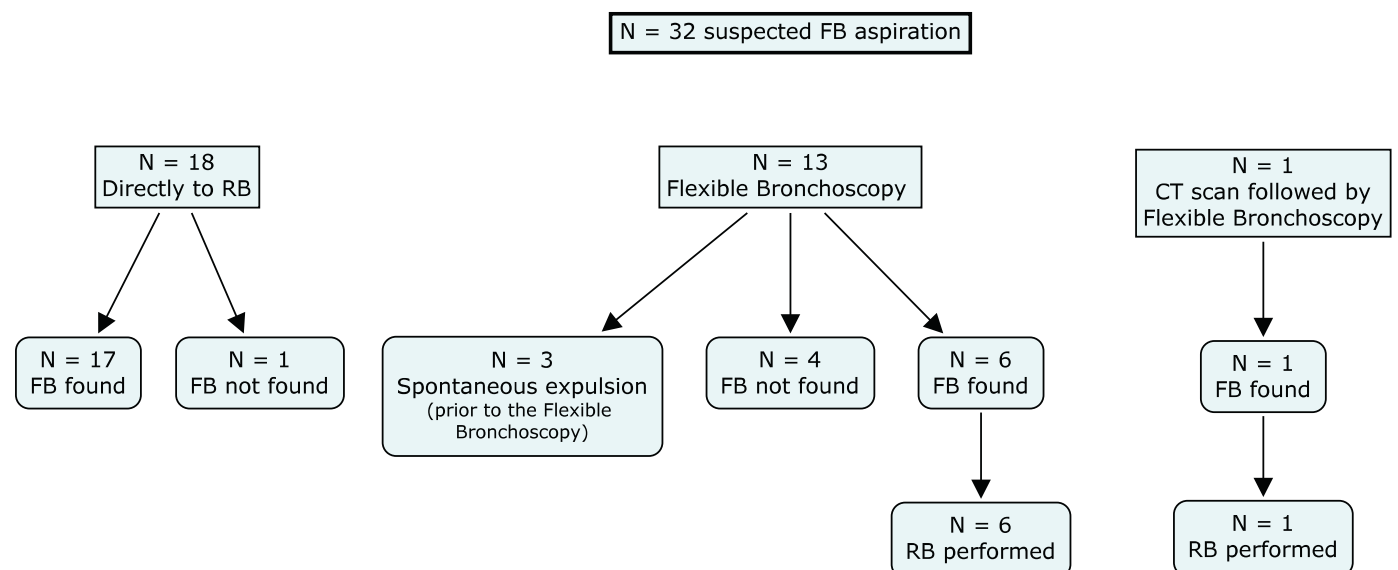 N = 32 suspected FB aspiration
N = 18
Directly to RB
N = 13
Flexible Bronchoscopy
N = 1
CT scan followed by
Flexible Bronchoscopy
N = 17
FB found
N = 1
FB not found
N = 3
Spontaneous expulsion
(prior to the Flexible
Bronchoscopy)
N = 4
FB not found
N = 6
FB found
N = 1
FB found
N = 6
RB performed
N = 1
RB performed